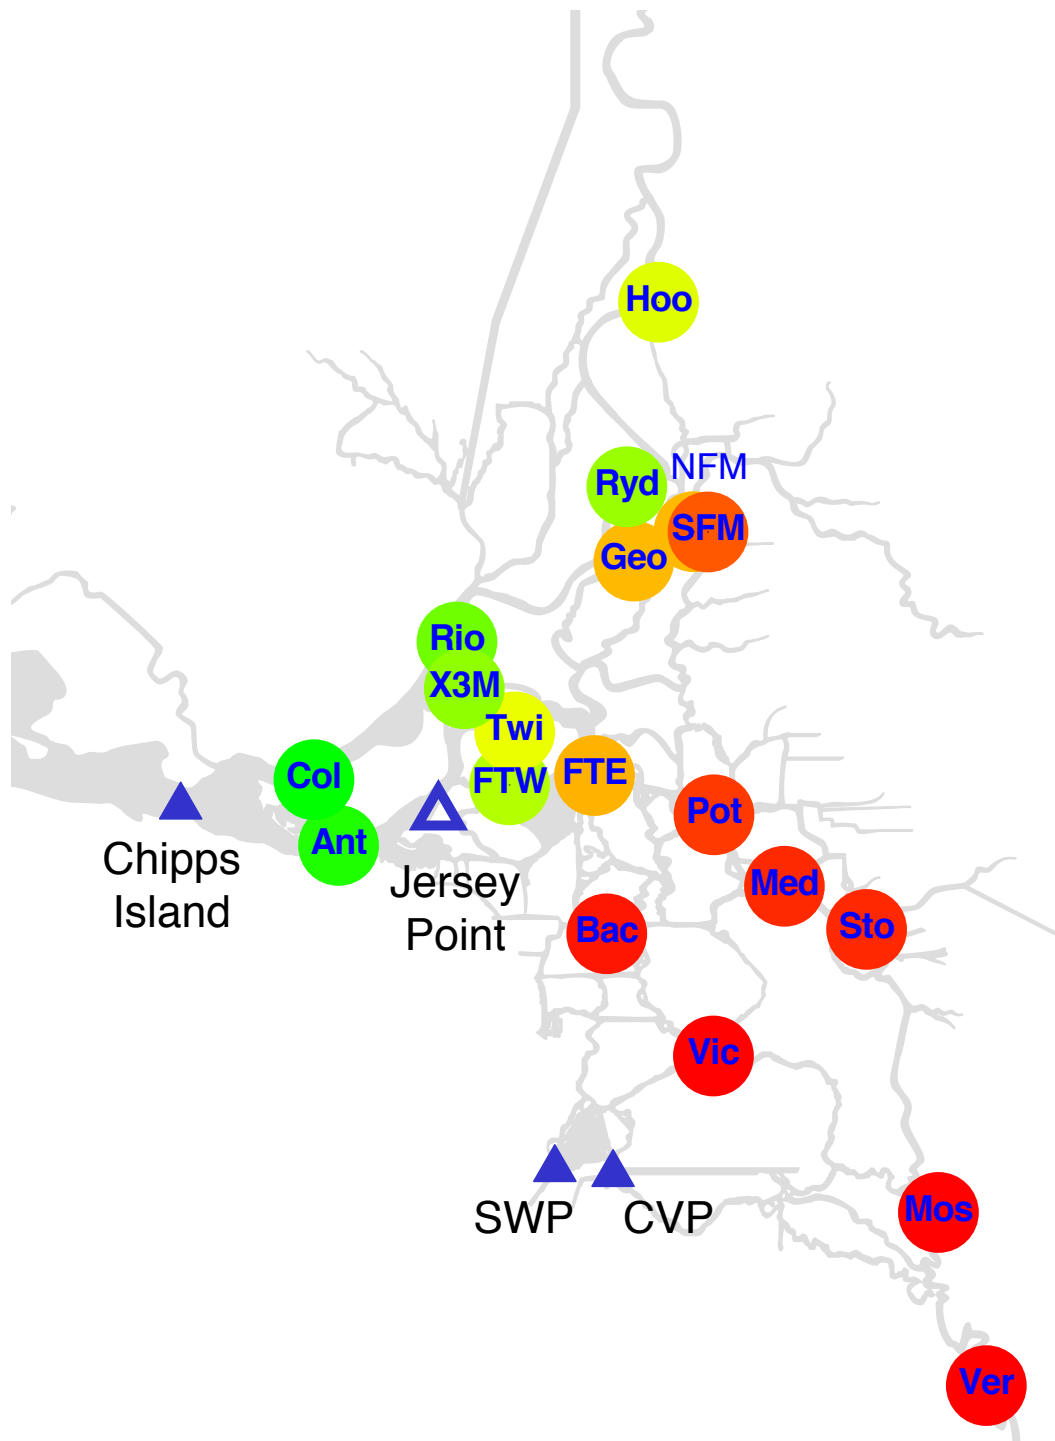 Hoo
NFM
Ryd
SFM
Geo
Rio
X3M
Twi
Col
FTW
FTE
Pot
Ant
Chipps
Island
Jersey
Point
Med
Sto
Bac
Vic
SWP
CVP
Mos
Ver